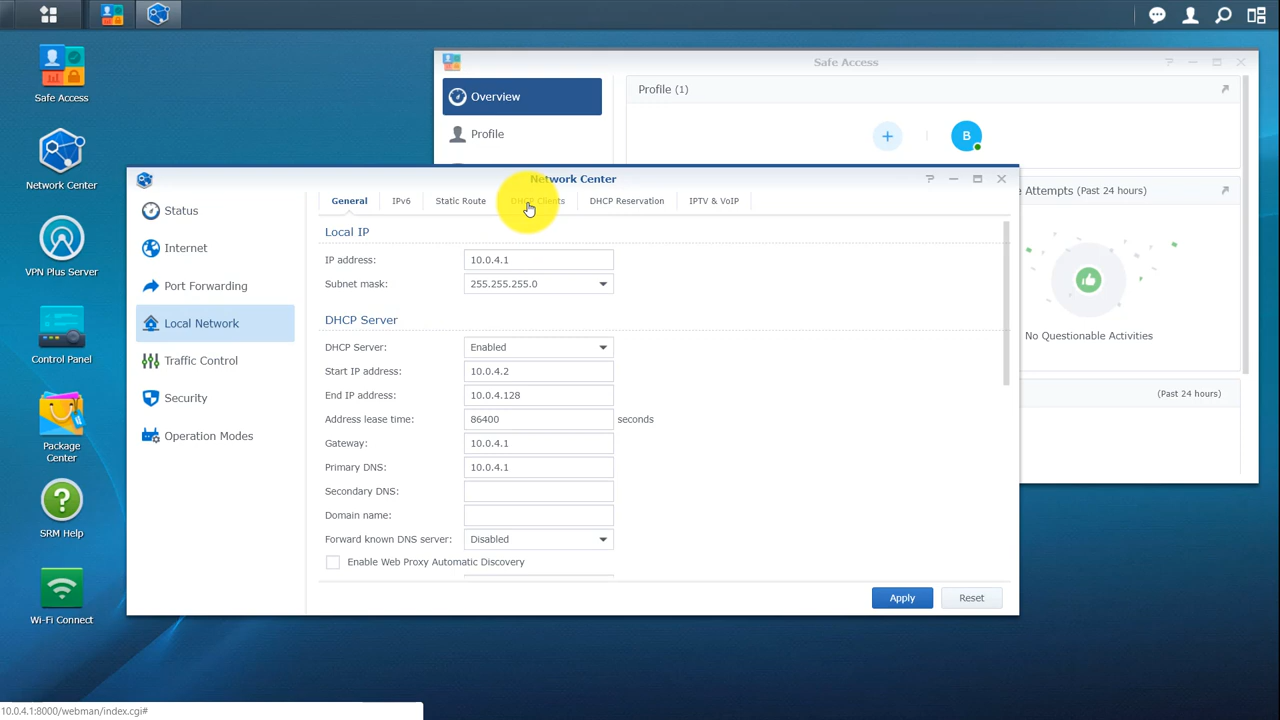 Safe Access
Network Center
VPN Plus Server
Control Panel
Package
Center
SRM Help
Wi-Fi Connect
Safe Access
Overview
Profile
Profile (1)
B
e Attempts (Past 24 hours)
No Questionable Activities
(Past 24 hours)
Network Center
Status
Internet
Port Forwarding
Local Network
Traffic Control
Security
Operation Modes
General IPv6 Static Route DHCP Clients DHCP Reservation IPTV & VoIP
Local IP
IP address: 10.0.4.1
Subnet mask: 255.255.255.0
DHCP Server
DHCP Server: Enabled
Start IP address: 10.0.4.2
End IP address: 10.0.4.128
Address lease time: 86400 seconds
Gateway: 10.0.4.1
Primary DNS: 10.0.4.1
Secondary DNS:
Domain name:
Forward known DNS server: Disabled
Enable Web Proxy Automatic Discovery
Apply Reset
10.0.4.1:8000/webman/index.cgi#